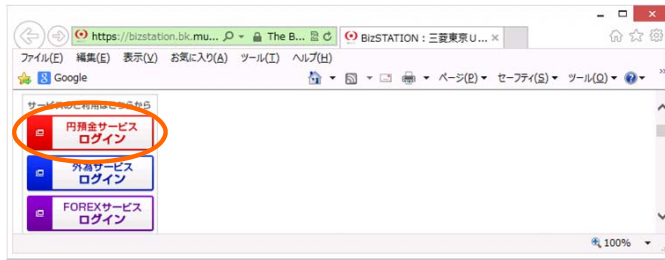 https://bizstation.bk.mu... The B... BizSTATION：三菱東京U...
ファイル(F) 編集(E) 表示(V) お気に入り(A) ツール(T) ヘルプ(H)
Google ページ(P) セーフティ(S) ツール(O)
サービスのご利用はこちらから
円預金サービス
ログイン
外為サービス
ログイン
FOREXサービス
ログイン
100%